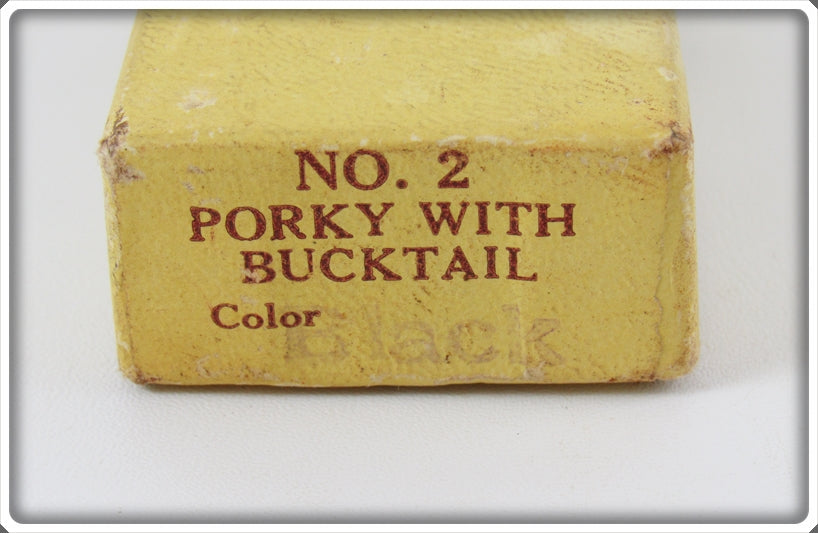 NO. 2
PORKY WITH
BUCKTAIL
Color Black